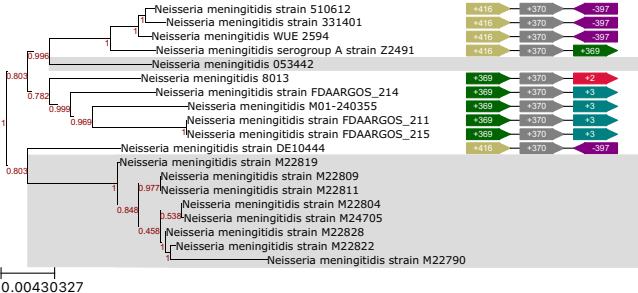 Neisseria meningitidis strain 510612 +416 +370 -397
1 Neisseria meningitidis strain 331401
1 Neisseria meningitidis WUE 2594 +416 +370 -397
1 Neisseria meningitidis serogroup A strain Z2491 +416 +370 +369
0.996 Neisseria meningitidis 053442
0.803 Neisseria meningitidis 8013 +369 +370 +2
0.782 Neisseria meningitidis strain FDAARGOS_214 +369 +370 +3
0.999 Neisseria meningitidis M01-240355 +369 +370 +3
0.969 Neisseria meningitidis strain FDAARGOS_211 +369 +370 +3
1 1 Neisseria meningitidis strain FDAARGOS_215 +369 +370 +3
Neisseria meningitidis strain DE10444 +416 +370 -397
0.803 Neisseria meningitidis strain M22819
0.977 Neisseria meningitidis strain M22809
1 Neisseria meningitidis strain M22811
0.848 Neisseria meningitidis strain M22804
0.538 Neisseria meningitidis strain M24705
0.458 Neisseria meningitidis strain M22828
1 Neisseria meningitidis strain M22822
1 Neisseria meningitidis strain M22790
0.00430327